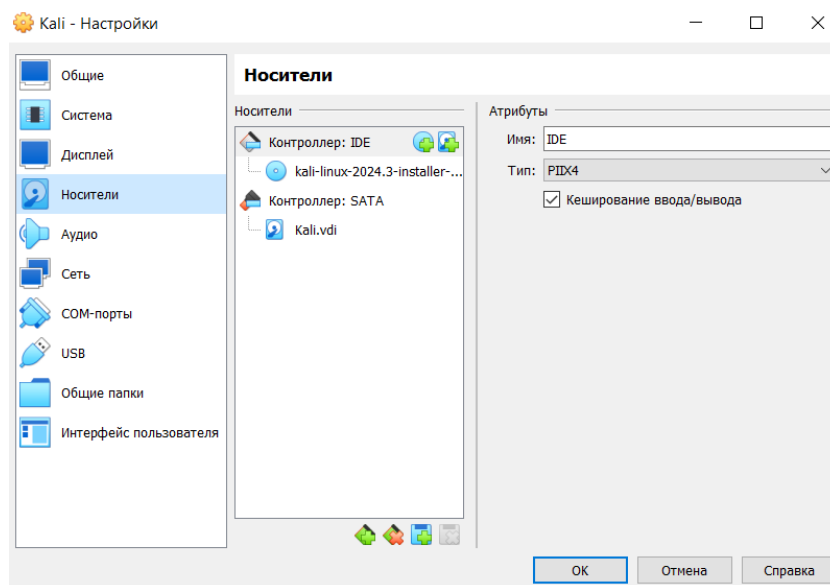 Kali - Настройки
Общие
Система
Дисплей
Носители
Аудио
Сеть
COM-порты
USB
Общие папки
Интерфейс пользователя
Носители
Носители
Контроллер: IDE
kali-linux-2024.3-installer-...
Контроллер: SATA
Kali.vdi
Атрибуты
Имя: IDE
Тип: PIIX4
Кеширование ввода/вывода
OK Отмена Справка